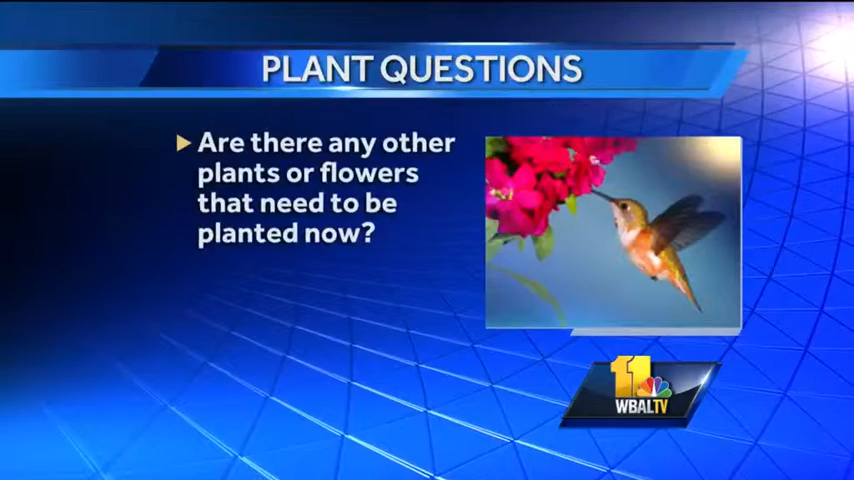 PLANT QUESTIONS
Are there any other
plants or flowers
that need to be
planted now?
11
WBALTV